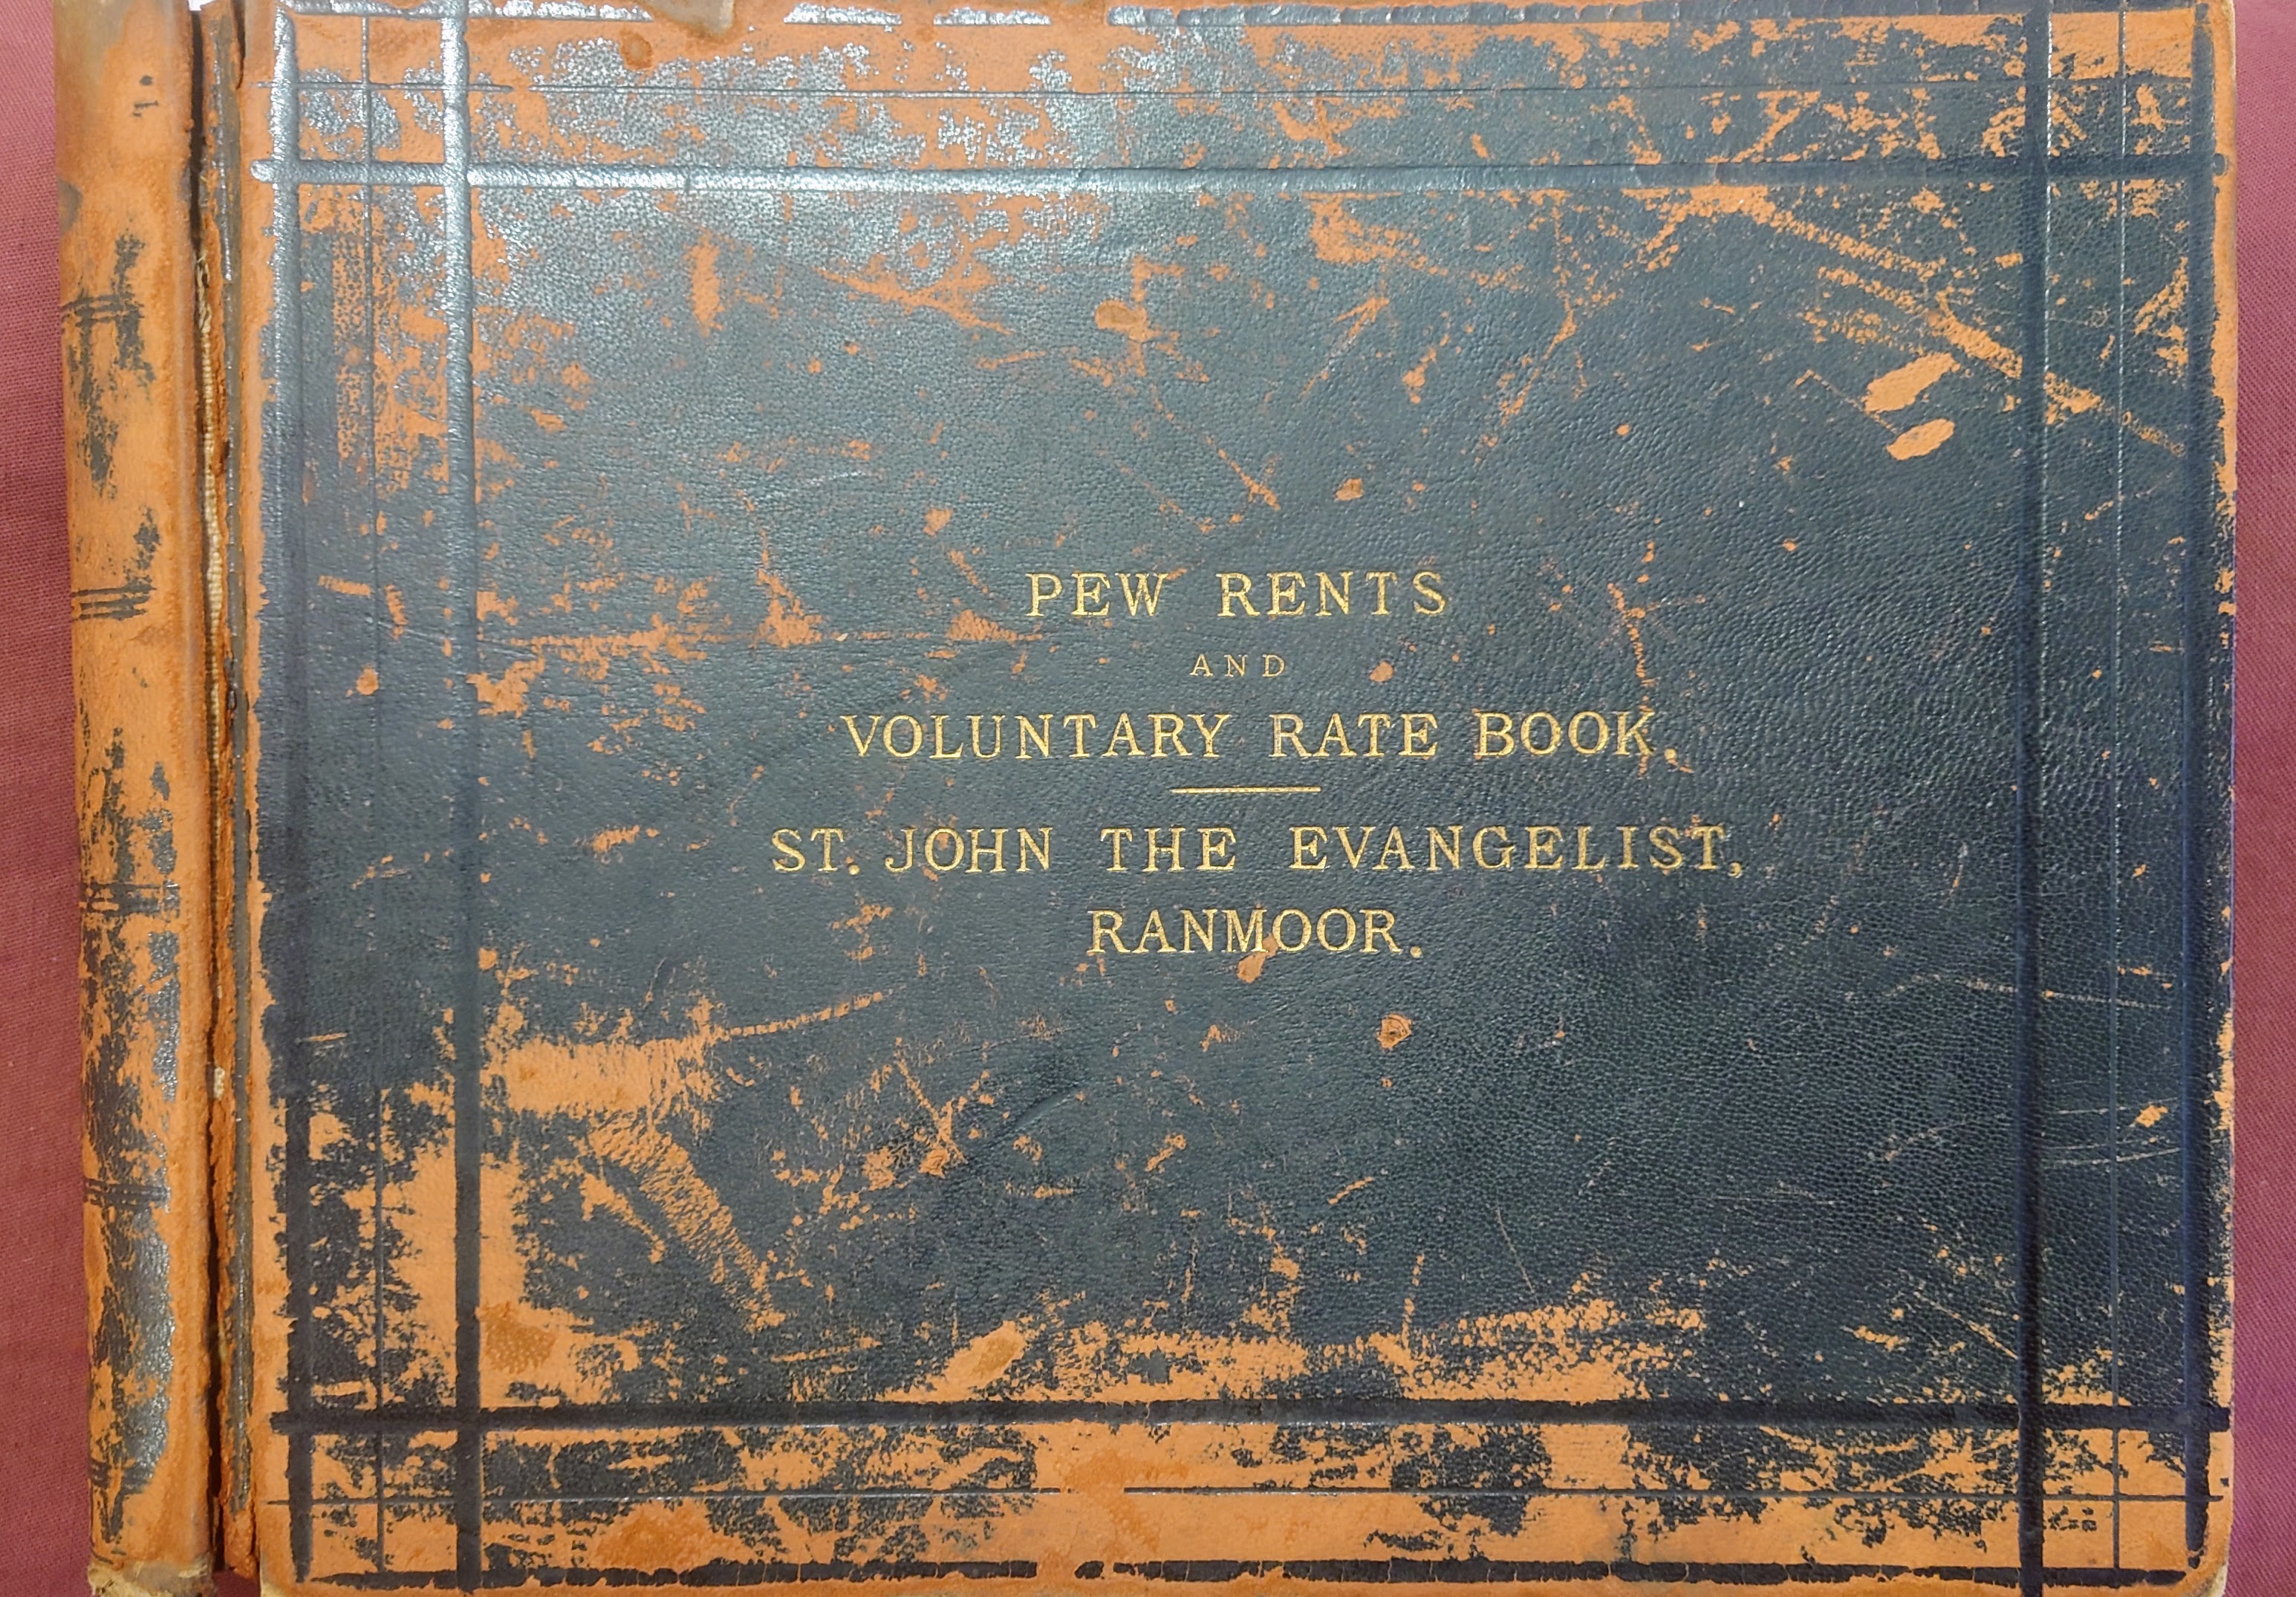 PEW RENTS
AND
VOLUNTARY RATE BOOK.
ST. JOHN THE EVANGELIST,
RANMOOR.